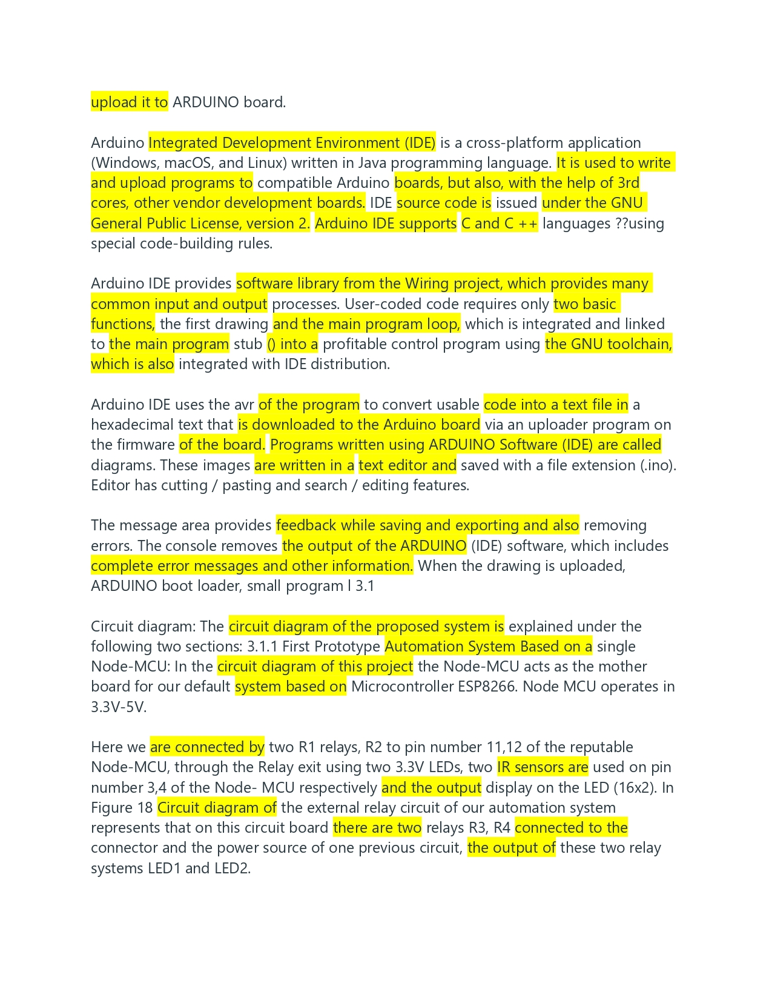 upload it to ARDUINO board.
Arduino Integrated Development Environment (IDE) is a cross-platform application
(Windows, macOS, and Linux) written in Java programming language. It is used to write
and upload programs to compatible Arduino boards, but also, with the help of 3rd
cores, other vendor development boards. IDE source code is issued under the GNU
General Public License, version 2. Arduino IDE supports C and C ++ languages ??using
special code-building rules.
Arduino IDE provides software library from the Wiring project, which provides many
common input and output processes. User-coded code requires only two basic
functions, the first drawing and the main program loop, which is integrated and linked
to the main program stub () into a profitable control program using the GNU toolchain,
which is also integrated with IDE distribution.
Arduino IDE uses the avr of the program to convert usable code into a text file in a
hexadecimal text that is downloaded to the Arduino board via an uploader program on
the firmware of the board. Programs written using ARDUINO Software (IDE) are called
diagrams. These images are written in a text editor and saved with a file extension (.ino).
Editor has cutting / pasting and search / editing features.
The message area provides feedback while saving and exporting and also removing
errors. The console removes the output of the ARDUINO (IDE) software, which includes
complete error messages and other information. When the drawing is uploaded,
ARDUINO boot loader, small program l 3.1
Circuit diagram: The circuit diagram of the proposed system is explained under the
following two sections: 3.1.1 First Prototype Automation System Based on a single
Node-MCU: In the circuit diagram of this project the Node-MCU acts as the mother
board for our default system based on Microcontroller ESP8266. Node MCU operates in
3.3V-5V.
Here we are connected by two R1 relays, R2 to pin number 11,12 of the reputable
Node-MCU, through the Relay exit using two 3.3V LEDs, two IR sensors are used on pin
number 3,4 of the Node- MCU respectively and the output display on the LED (16x2). In
Figure 18 Circuit diagram of the external relay circuit of our automation system
represents that on this circuit board there are two relays R3, R4 connected to the
connector and the power source of one previous circuit, the output of these two relay
systems LED1 and LED2.